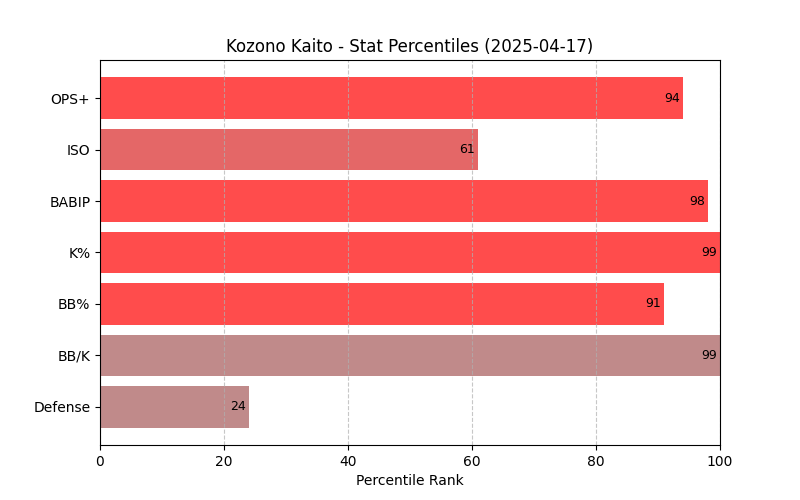 Kozono Kaito - Stat Percentiles (2025-04-17)
OPS+ 94
ISO 61
BABIP 98
K% 99
BB% 91
BB/K 99
Defense 24
0 20 40 60 80 100
Percentile Rank